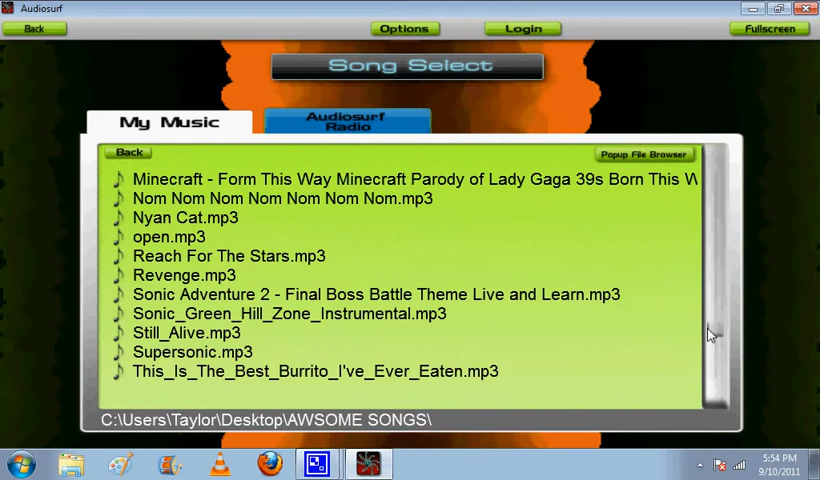 Audiosurf
Back
Options
Login
Fullscreen
Song Select
My Music
Audiosurf
Radio
Back
Popup File Browser
Minecraft - Form This Way Minecraft Parody of Lady Gaga 39s Born This W
Nom Nom Nom Nom Nom Nom Nom.mp3
Nyan Cat.mp3
open.mp3
Reach For The Stars.mp3
Revenge.mp3
Sonic Adventure 2 - Final Boss Battle Theme Live and Learn.mp3
Sonic_Green_Hill_Zone_Instrumental.mp3
Still_Alive.mp3
Supersonic.mp3
This_Is_The_Best_Burrito_I've_Ever_Eaten.mp3
C:\Users\Taylor\Desktop\AWSOME SONGS\
5:54 PM
9/10/2011